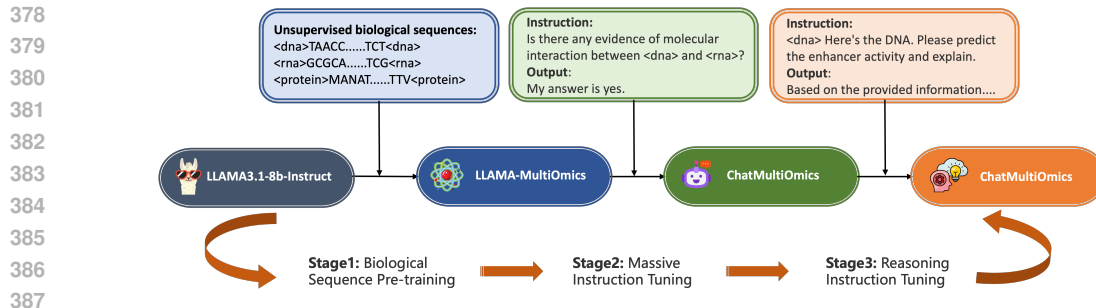 378
379
380
381
382
383
384
385
386
387
Unsupervised biological sequences:
<dna>TAACC......TCT<dna>
<rna>GCGCA......TCG<rna>
<protein>MANAT......TTV<protein>
Instruction:
Is there any evidence of molecular
interaction between <dna> and <rna>?
Output:
My answer is yes.
Instruction:
<dna> Here's the DNA. Please predict
the enhancer activity and explain.
Output:
Based on the provided information....
LLAMA3.1-8b-Instruct
LLAMA-MultiOmics
ChatMultiOmics
ChatMultiOmics
Stage1: Biological
Sequence Pre-training
Stage2: Massive
Instruction Tuning
Stage3: Reasoning
Instruction Tuning